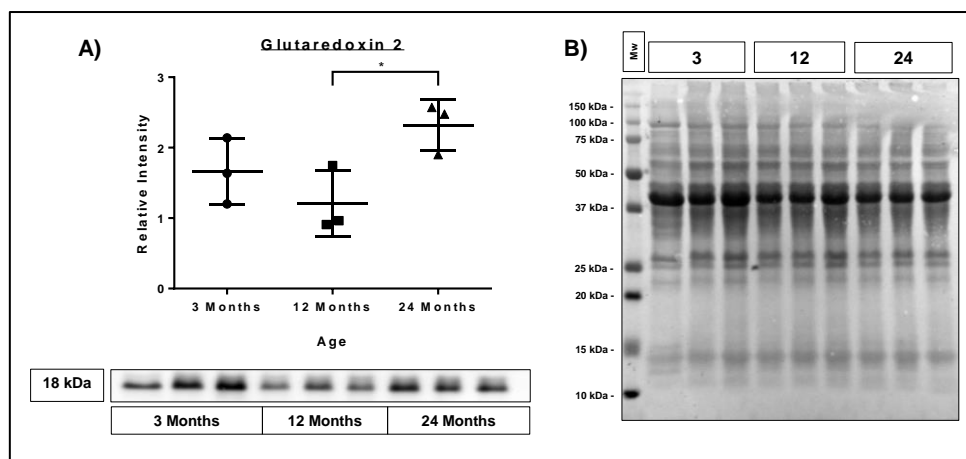 A)
Glutaredoxin 2
*
3
2
1
0
Relative Intensity
3 Months 12 Months 24 Months
Age
18 kDa
3 Months 12 Months 24 Months
B)
Mw 3 12 24
150 kDa -
100 kDa -
75 kDa -
50 kDa -
37 kDa -
25 kDa -
20 kDa -
15 kDa -
10 kDa -